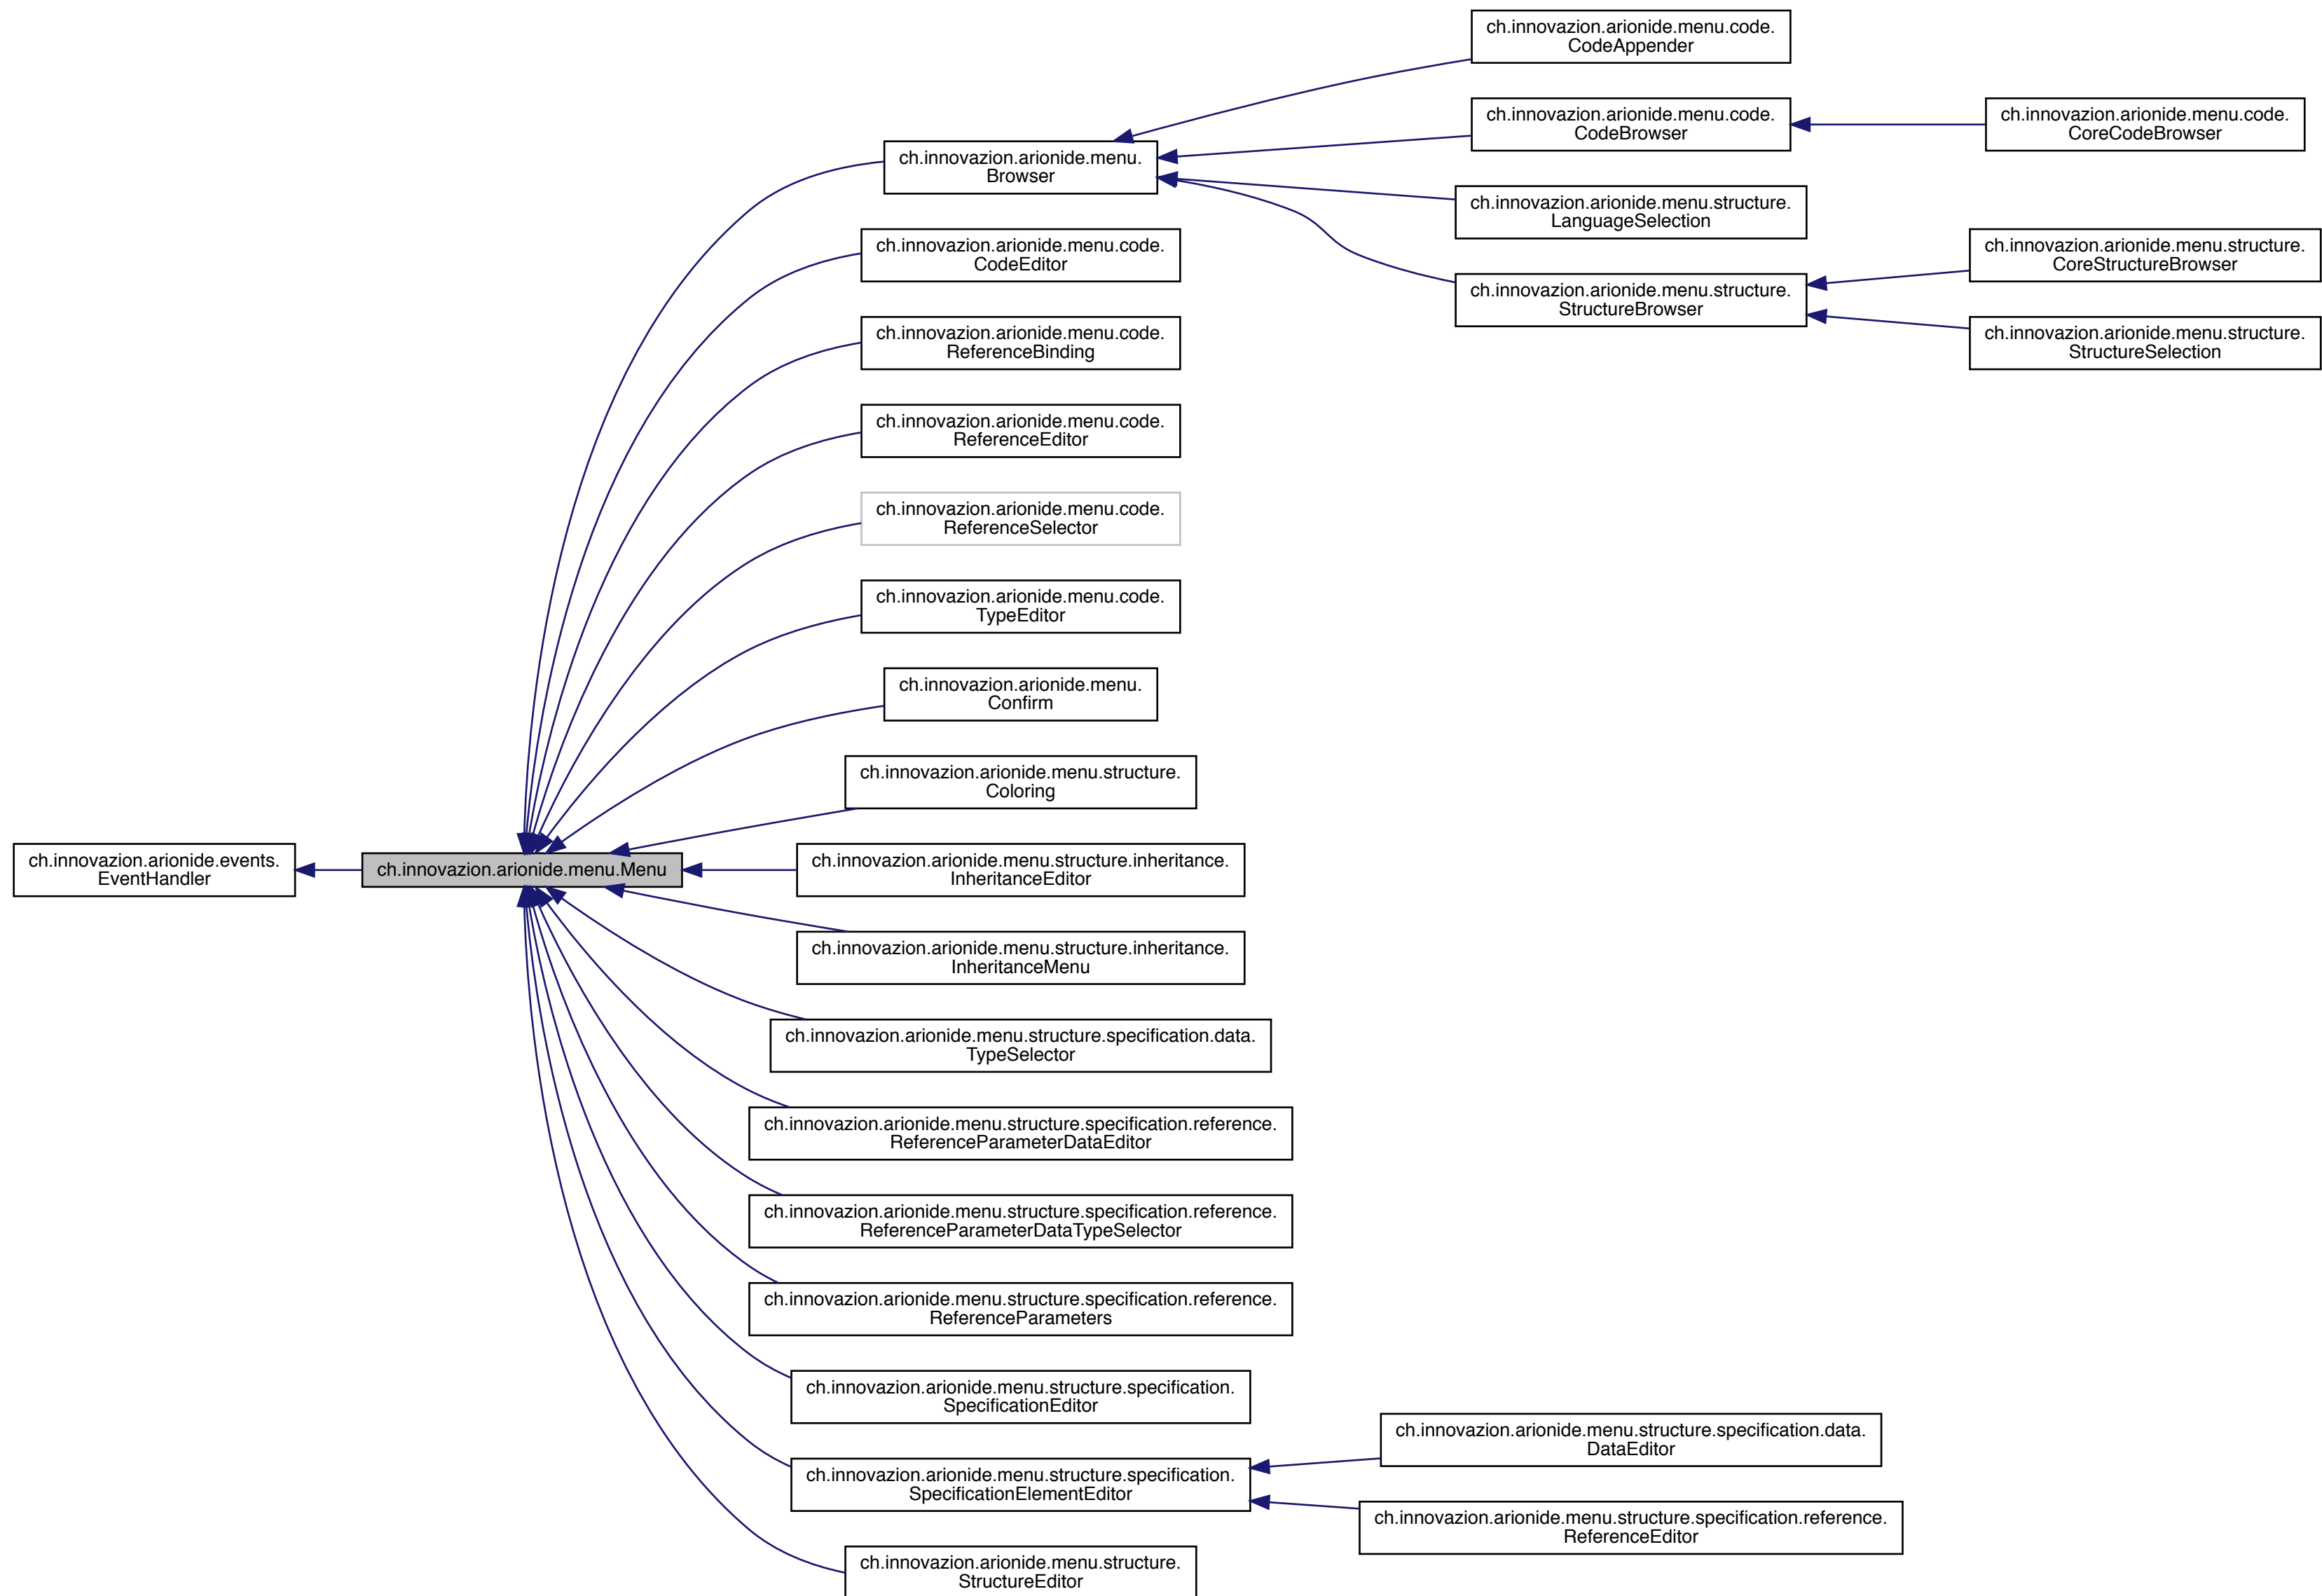 ch.innovazion.arionide.events.
EventHandler
ch.innovazion.arionide.menu.Menu
ch.innovazion.arionide.menu.
Browser
ch.innovazion.arionide.menu.code.
CodeEditor
ch.innovazion.arionide.menu.code.
ReferenceBinding
ch.innovazion.arionide.menu.code.
ReferenceEditor
ch.innovazion.arionide.menu.code.
ReferenceSelector
ch.innovazion.arionide.menu.code.
TypeEditor
ch.innovazion.arionide.menu.
Confirm
ch.innovazion.arionide.menu.structure.
Coloring
ch.innovazion.arionide.menu.structure.inheritance.
InheritanceEditor
ch.innovazion.arionide.menu.structure.inheritance.
InheritanceMenu
ch.innovazion.arionide.menu.structure.specification.data.
TypeSelector
ch.innovazion.arionide.menu.structure.specification.reference.
ReferenceParameterDataEditor
ch.innovazion.arionide.menu.structure.specification.reference.
ReferenceParameterDataTypeSelector
ch.innovazion.arionide.menu.structure.specification.reference.
ReferenceParameters
ch.innovazion.arionide.menu.structure.specification.
SpecificationEditor
ch.innovazion.arionide.menu.structure.specification.
SpecificationElementEditor
ch.innovazion.arionide.menu.structure.
StructureEditor
ch.innovazion.arionide.menu.code.
CodeAppender
ch.innovazion.arionide.menu.code.
CodeBrowser
ch.innovazion.arionide.menu.structure.
LanguageSelection
ch.innovazion.arionide.menu.structure.
StructureBrowser
ch.innovazion.arionide.menu.structure.specification.data.
DataEditor
ch.innovazion.arionide.menu.structure.specification.reference.
ReferenceEditor
ch.innovazion.arionide.menu.code.
CoreCodeBrowser
ch.innovazion.arionide.menu.structure.
CoreStructureBrowser
ch.innovazion.arionide.menu.structure.
StructureSelection